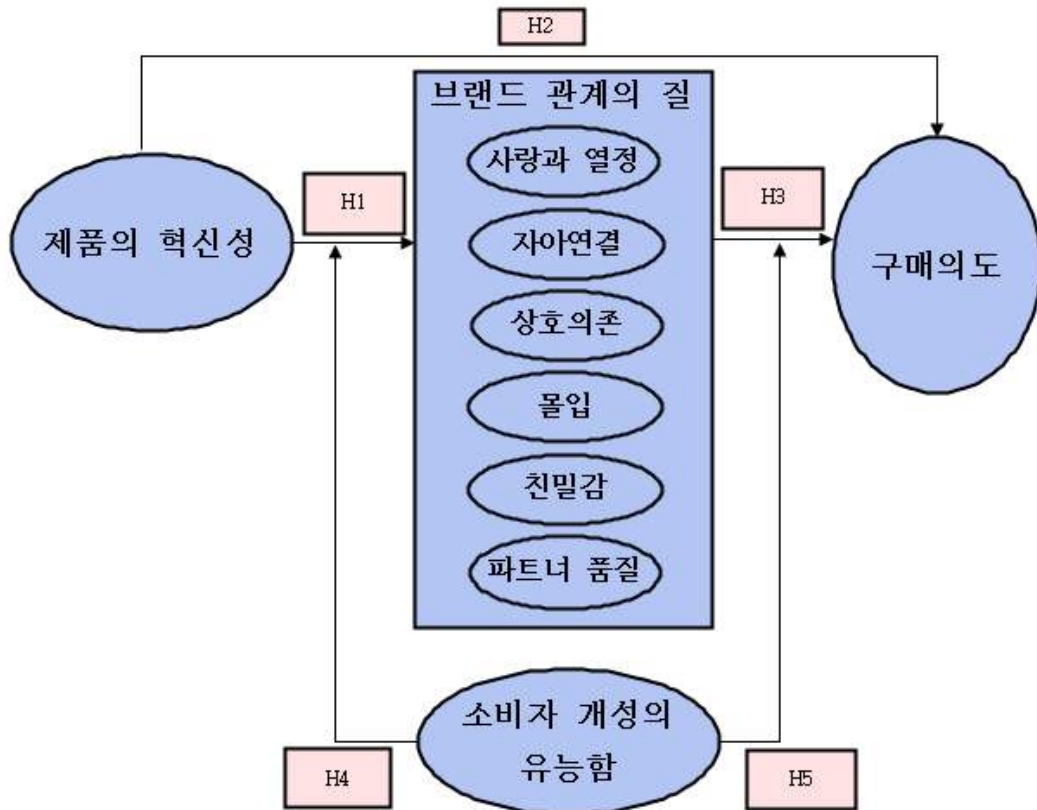 H2
브랜드 관계의 질
사랑과 열정
H1
H3
제품의 혁신성
자아연결
구매의도
상호의존
몰입
친밀감
파트너 품질
소비자 개성의
유능함
H4
H5